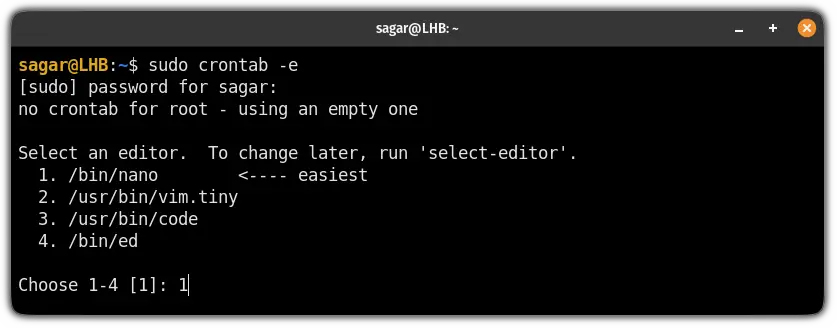 sagar@LHB: ~
sagar@LHB:~$ sudo crontab -e
[sudo] password for sagar:
no crontab for root - using an empty one
Select an editor.  To change later, run 'select-editor'.
  1. /bin/nano        <---- easiest
  2. /usr/bin/vim.tiny
  3. /usr/bin/code
  4. /bin/ed
Choose 1-4 [1]: 1